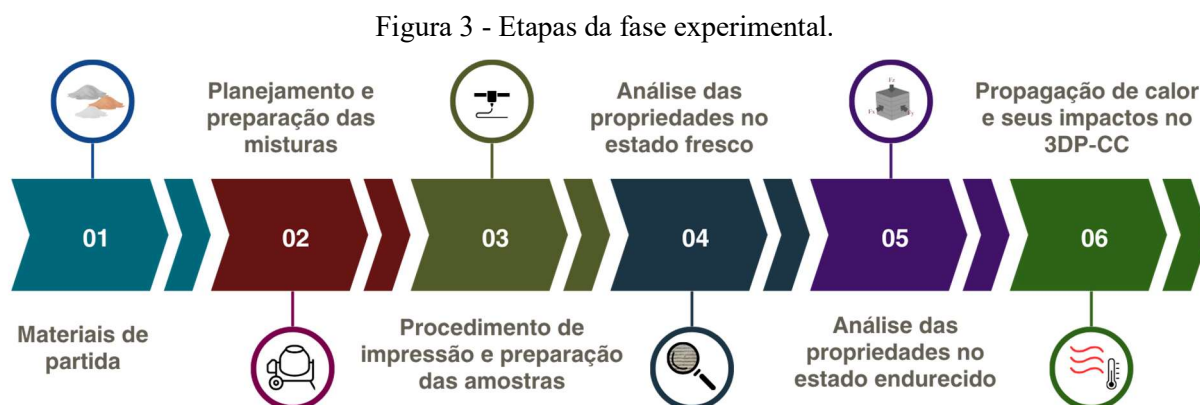 Figura 3 - Etapas da fase experimental.
01
Materiais de
partida
02
Planejamento e
preparação das
misturas
03
Procedimento de
impressão e preparação
das amostras
04
Análise das
propriedades no
estado fresco
05
Análise das
propriedades no
estado endurecido
06
Propagação de calor
e seus impactos no
3DP-CC